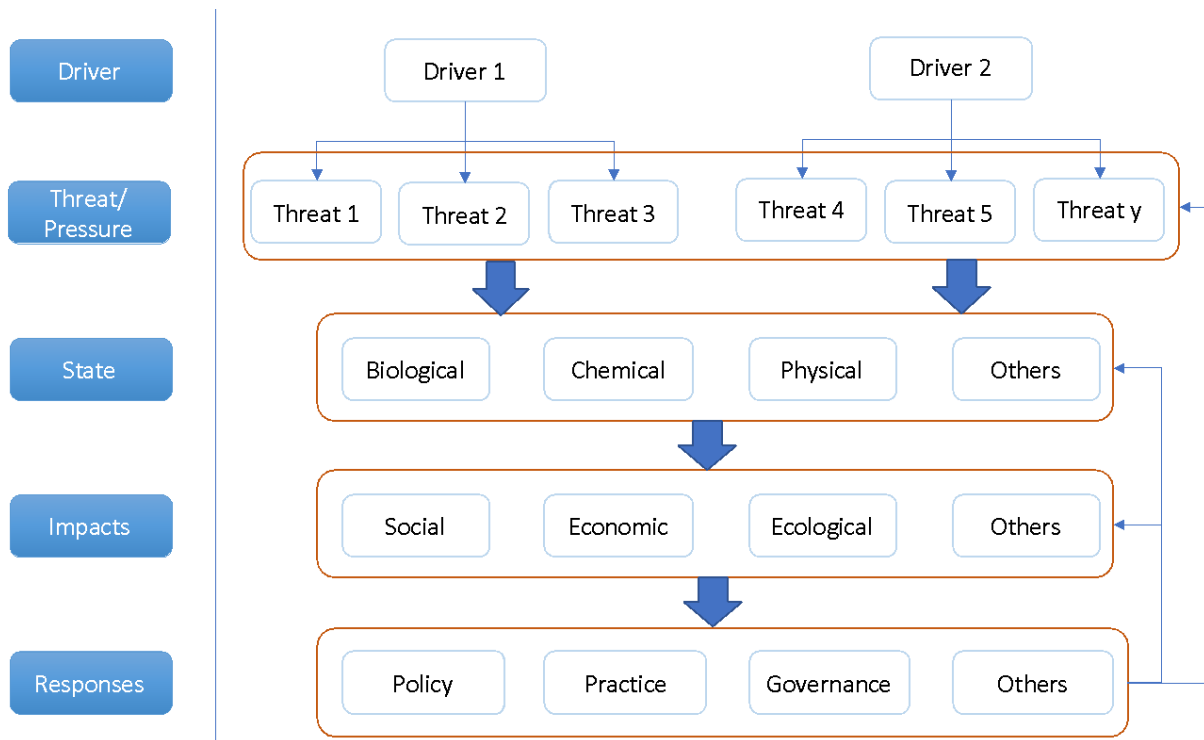 Driver
Driver 1
Driver 2
Threat/
Pressure
Threat 1
Threat 2
Threat 3
Threat 4
Threat 5
Threat y
State
Biological
Chemical
Physical
Others
Impacts
Social
Economic
Ecological
Others
Responses
Policy
Practice
Governance
Others